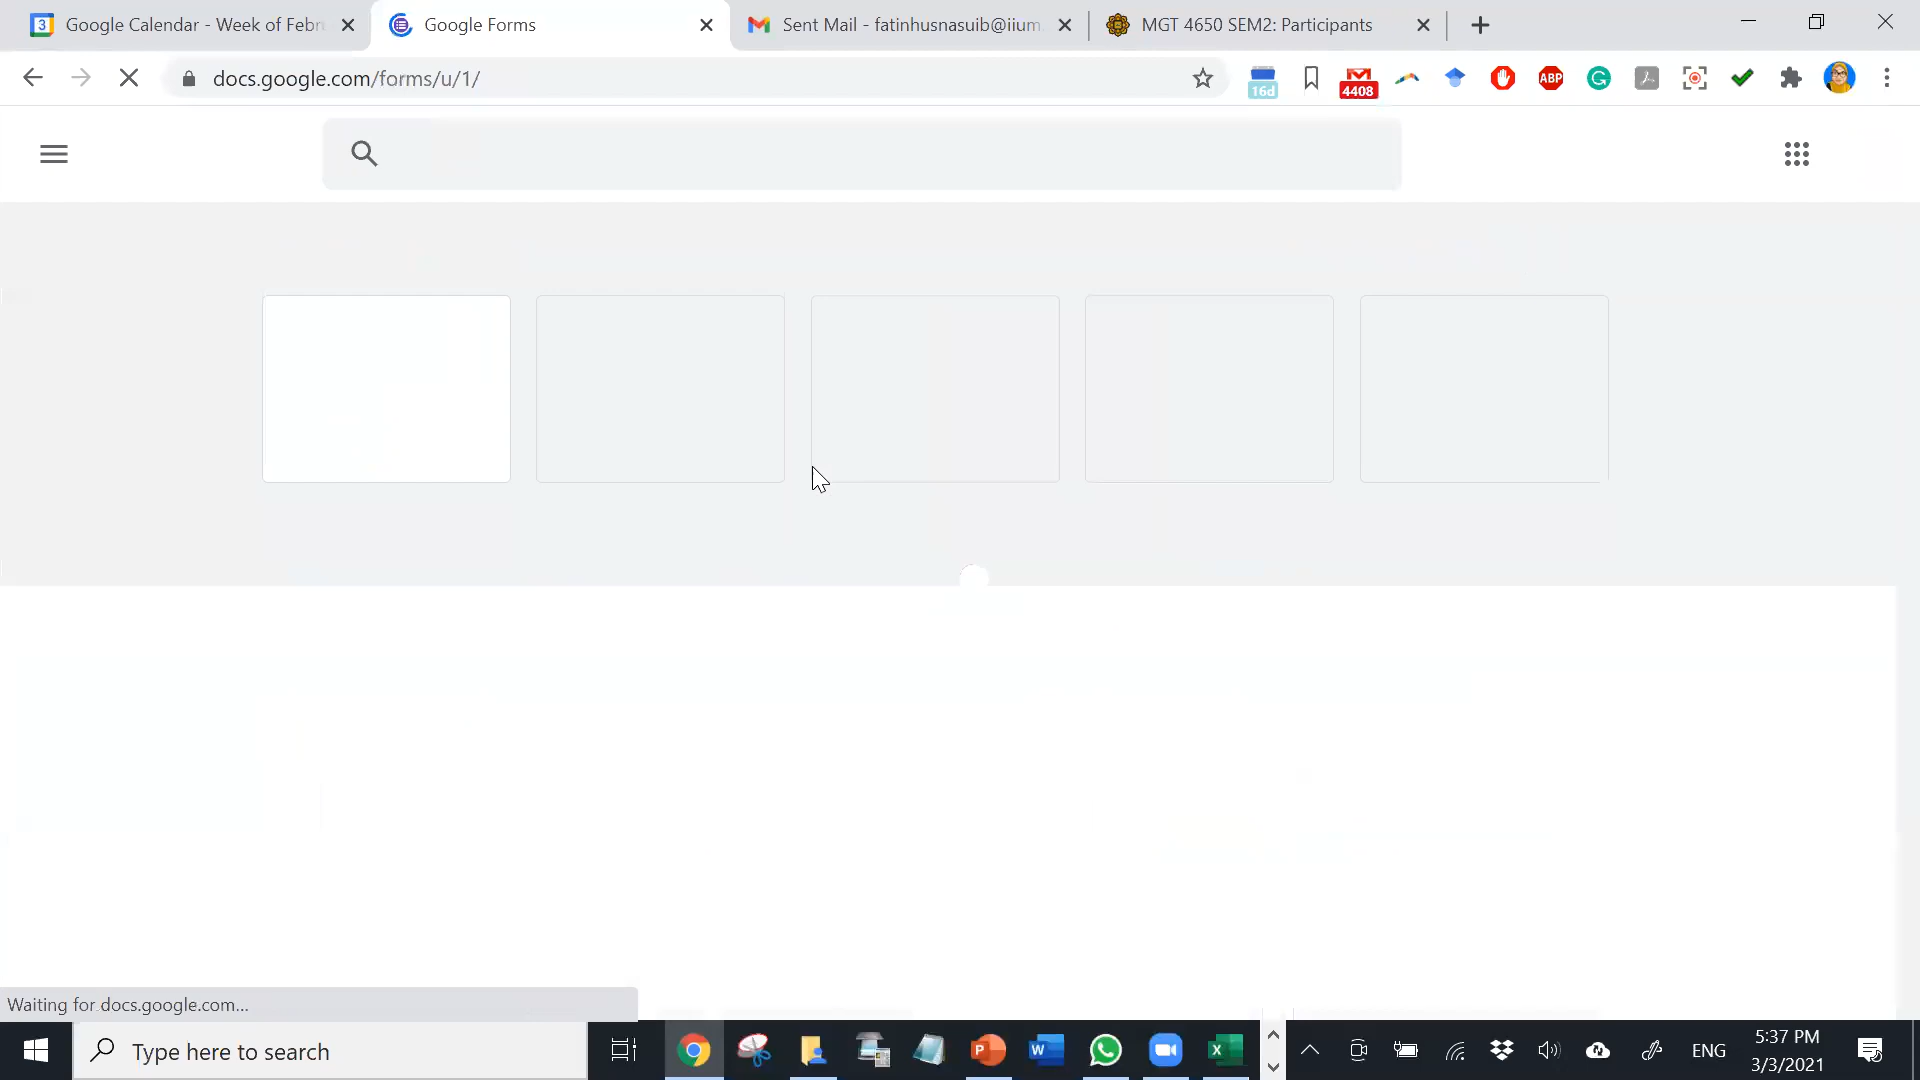 Google Calendar - Week of Febr
Google Forms
Sent Mail - fatinhusnasuib@iium.
MGT 4650 SEM2: Participants
docs.google.com/forms/u/1/
16d
4408
ABP
Waiting for docs.google.com...
Type here to search
ENG
5:37 PM
3/3/2021